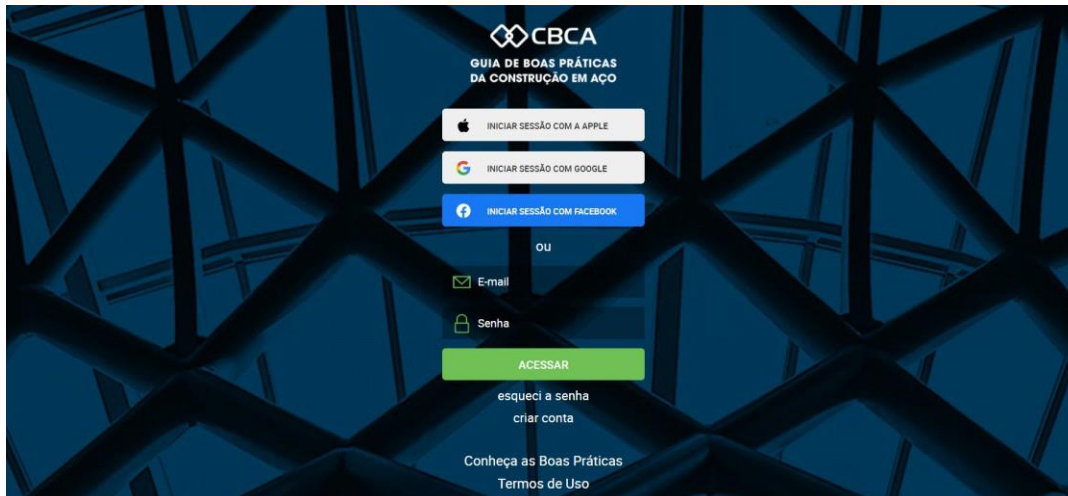 CBCA
GUIA DE BOAS PRÁTICAS
DA CONSTRUÇÃO EM AÇO
INICIAR SESSÃO COM A APPLE
INICIAR SESSÃO COM GOOGLE
INICIAR SESSÃO COM FACEBOOK
ou
E-mail
Senha
ACESSAR
esqueci a senha
criar conta
Conheça as Boas Práticas
Termos de Uso